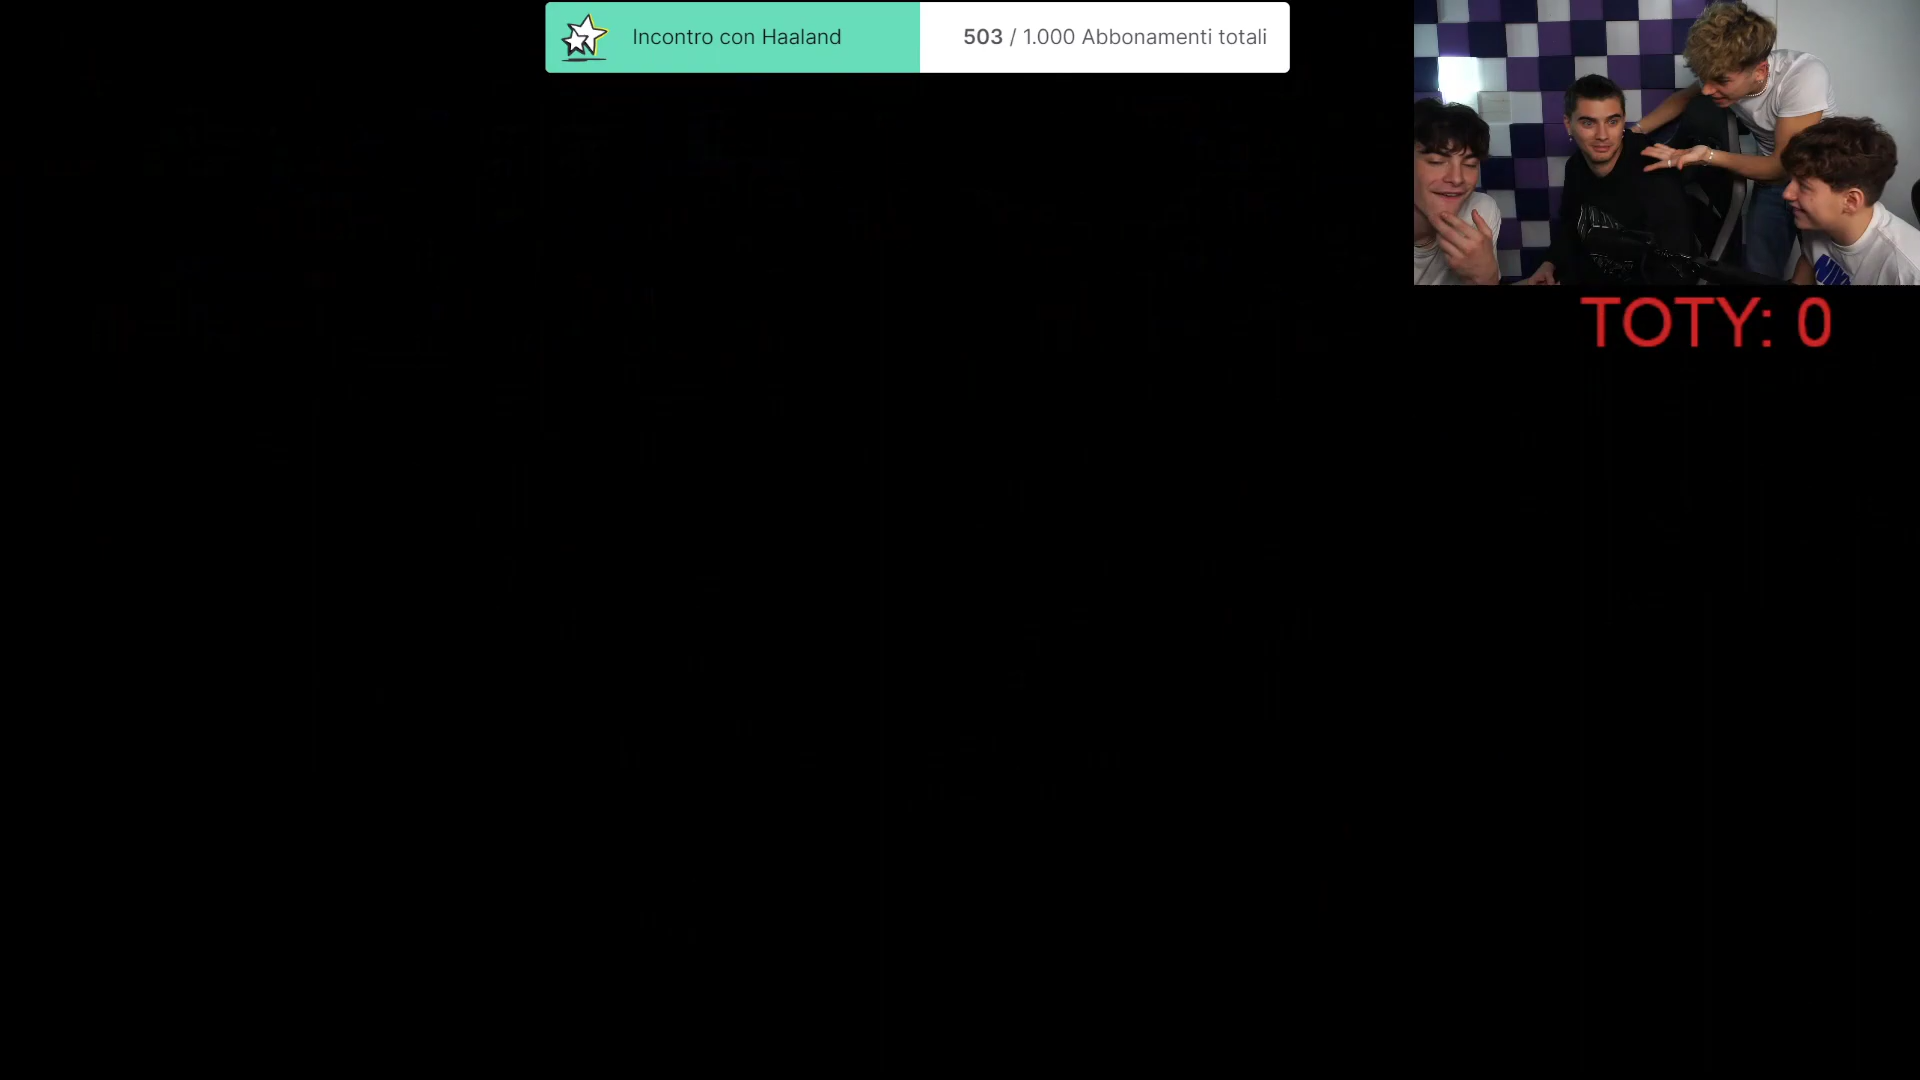 Incontro con Haaland
503 / 1.000 Abbonamenti totali
TOTY: 0